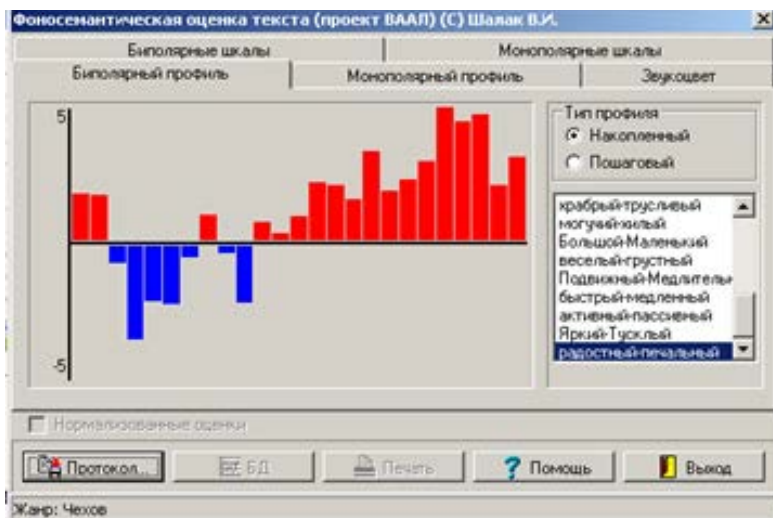 Фоносемантическая оценка текста (проект ВААЛ) (C) Шалак В.И.
Биполярные шкалы
Монополярные шкалы
Биполярный профиль
Монополярный профиль
Звукоцвет
5
-5
Тип профиля
Накопленный
Пошаговый
храбрый-трусливый
могучий-хилый
Большой-Маленький
веселый-грустный
Подвижный-Медлительн
быстрый-медленный
активный-пассивный
Яркий-Тусклый
радостный-печальный
Нормализованные оценки
Протокол...
БД
Печать
Помощь
Выход
Жанр: Чехов